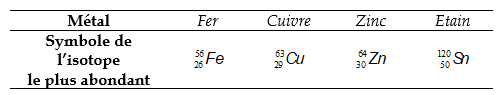 Métal Fer Cuivre Zinc Etain
Symbole de
l'isotope
le plus abondant
⁵⁶₂₆Fe ⁶³₂₉Cu ⁶⁴₃₀Zn ¹²⁰₅₀Sn